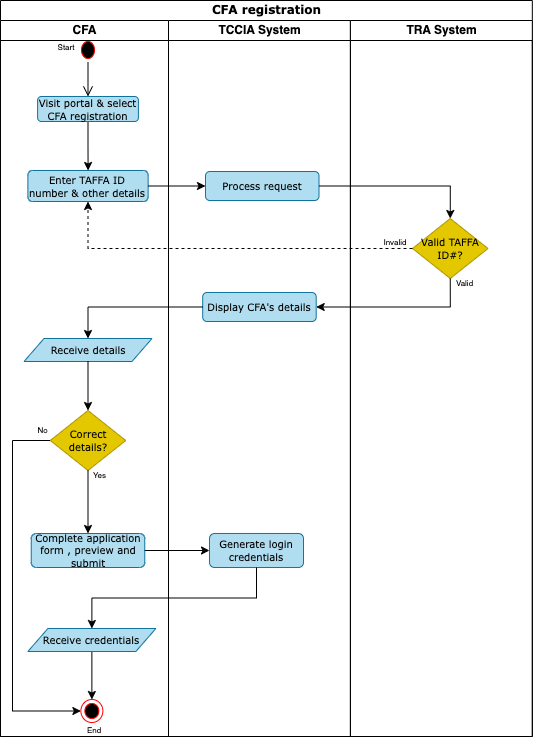 CFA registration
CFA
TCCIA System
TRA System
Start
Visit portal & select
CFA registration
Enter TAFFA ID
number & other details
Process request
Invalid
Valid TAFFA
ID#?
Valid
Display CFA's details
Receive details
No
Correct
details?
Yes
Complete application
form , preview and
submit
Generate login
credentials
Receive credentials
End